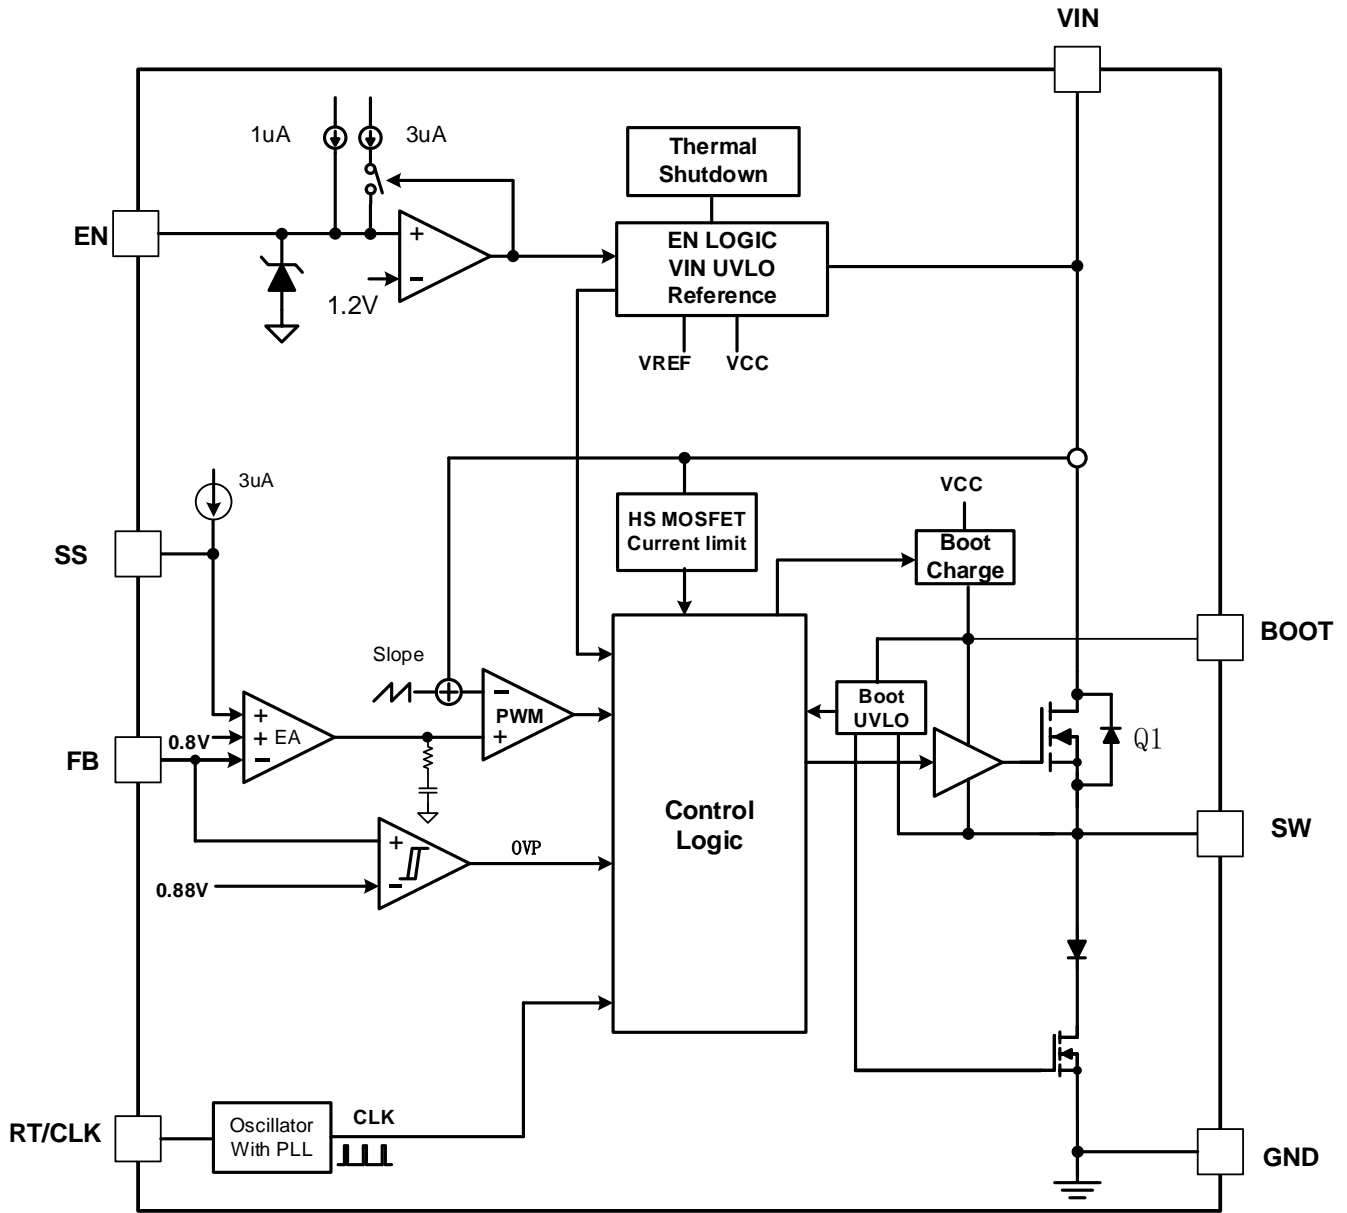 VIN
1uA
3uA
Thermal
Shutdown
EN
+
−
1.2V
EN LOGIC
VIN UVLO
Reference
VREF
VCC
3uA
SS
HS MOSFET
Current limit
VCC
Boot
Charge
BOOT
Slope
+
−
PWM
+
Boot
UVLO
+
0.8V
+ EA
−
FB
Q1
Control
Logic
SW
+
OVP
0.88V
−
RT/CLK
Oscillator
With PLL
CLK
GND